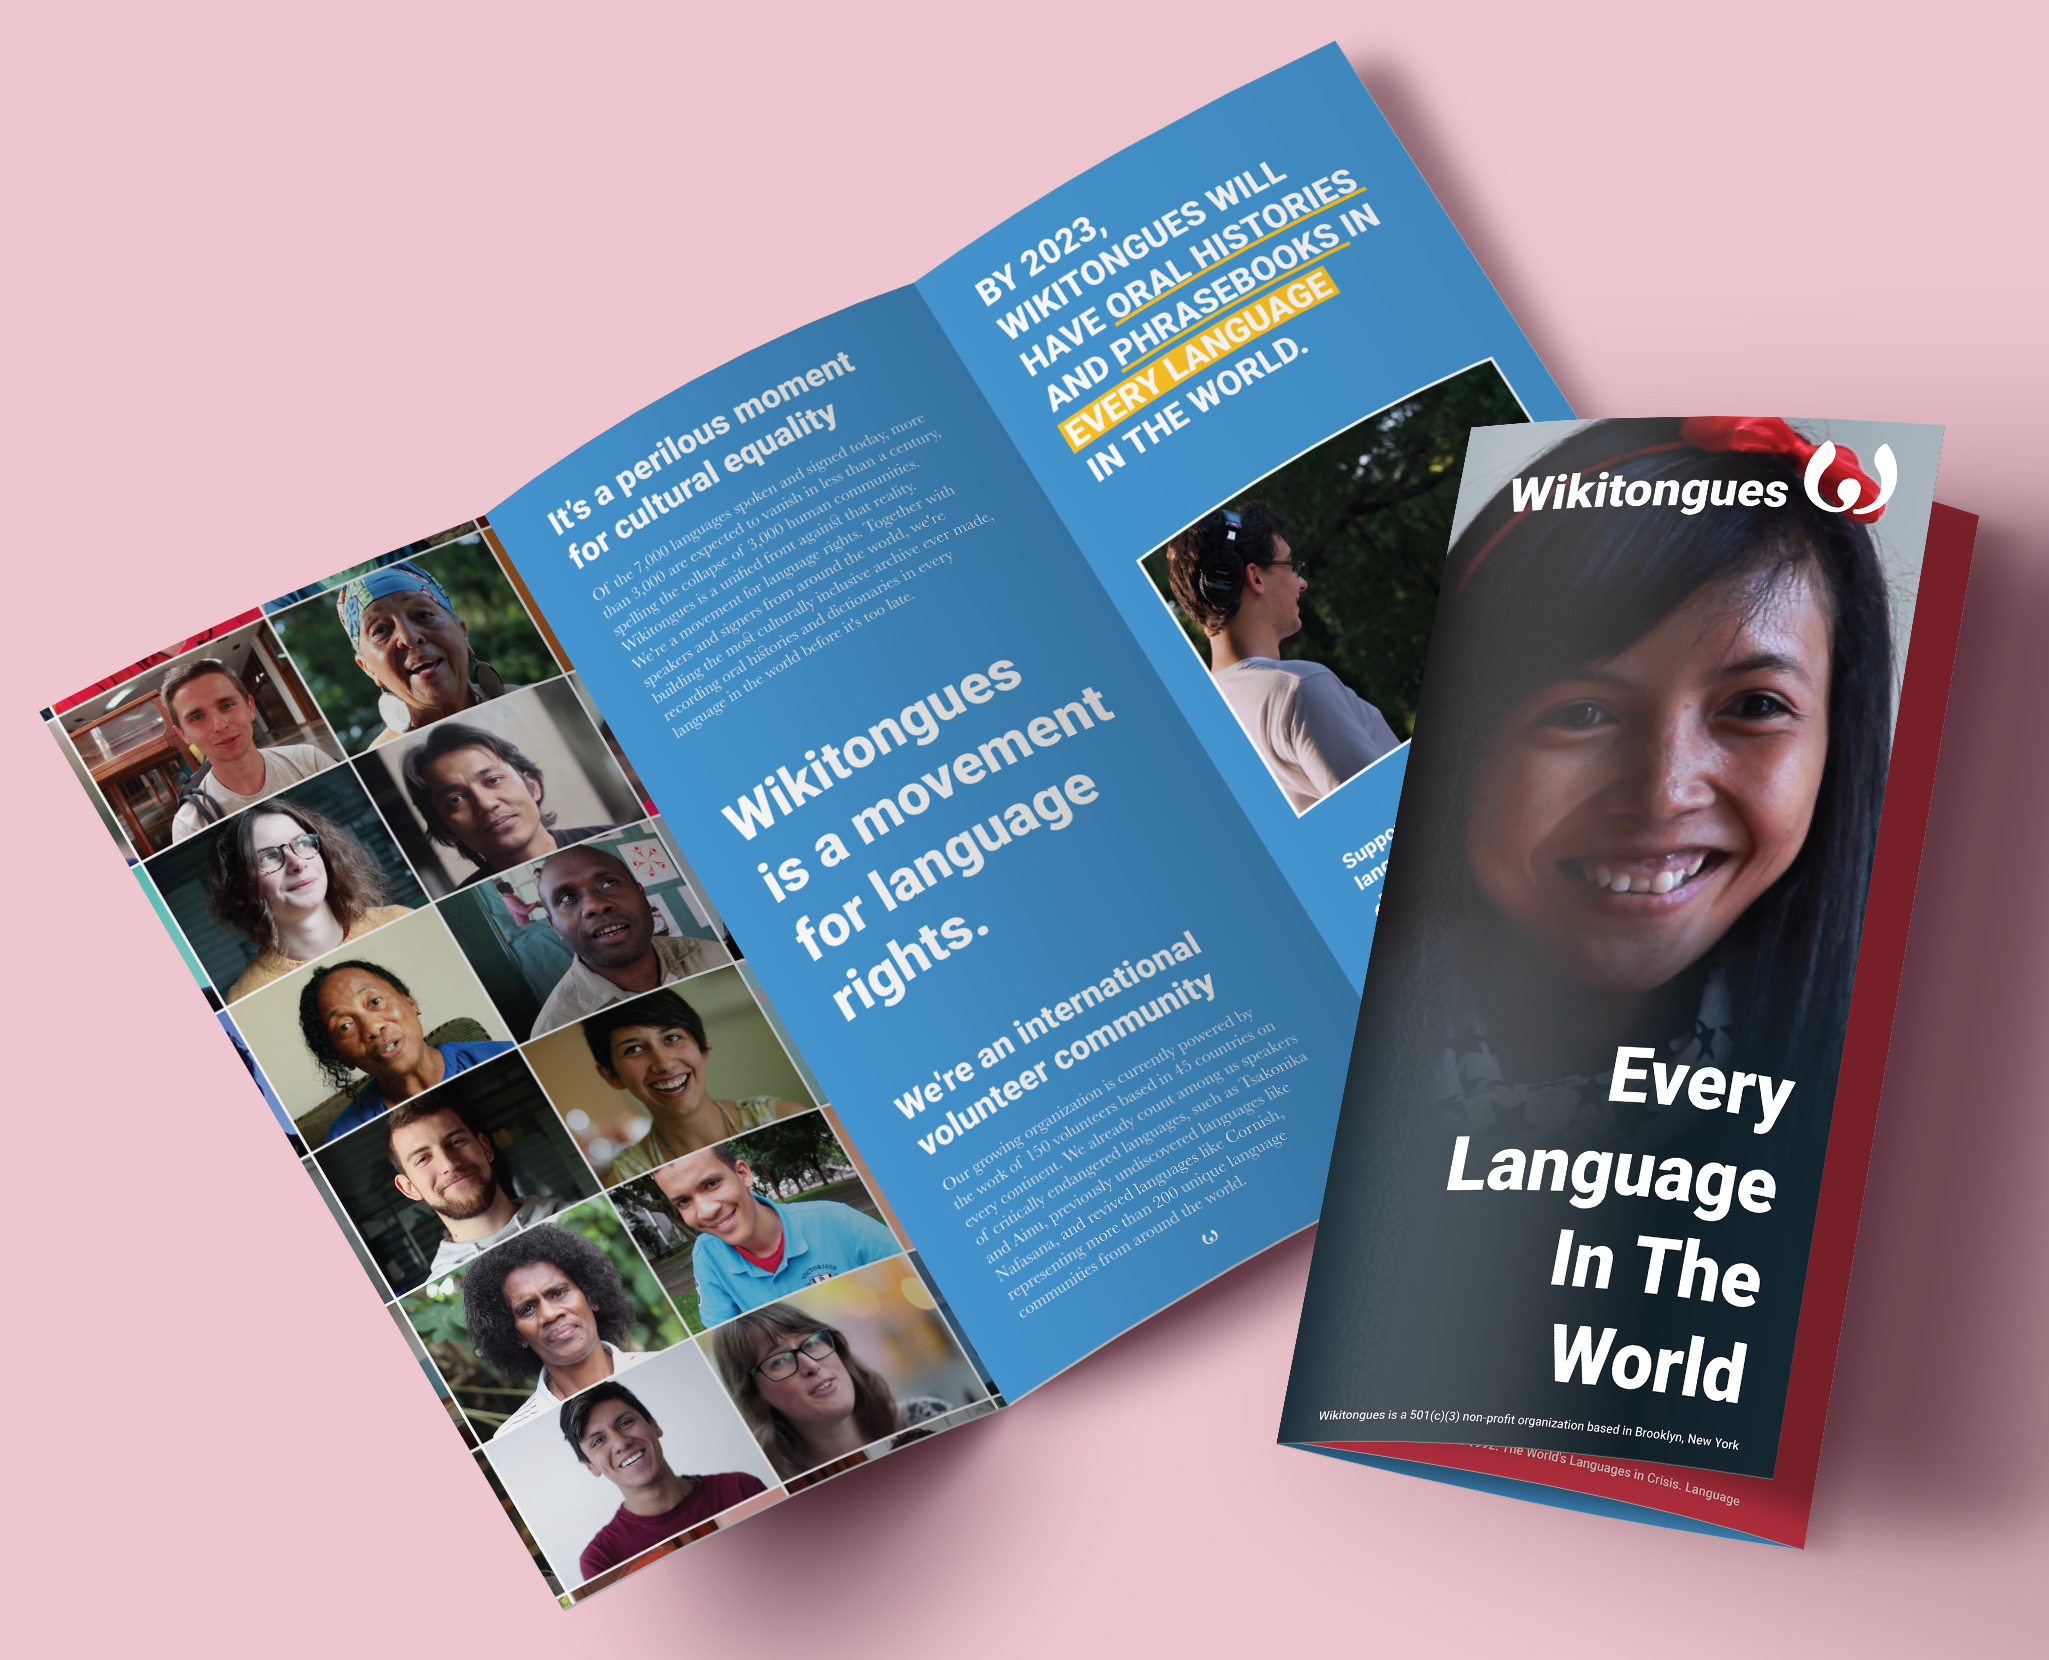 It's a perilous moment
for cultural equality
Of the 7,000 languages spoken and signed today, more
than 3,000 are expected to vanish in less than a century,
spelling the collapse of 3,000 human communities.
Wikitongues is a unified front against that reality.
We're a movement for language rights. Together with
speakers and signers from around the world, we're
building the most culturally inclusive archive ever made,
recording oral histories and dictionaries in every
language in the world before it's too late.
Wikitongues
is a movement
for language
rights.
We're an international
volunteer community
Our growing organization is currently powered by
the work of 150 volunteers based in 45 countries on
every continent. We already count among us speakers
of critically endangered languages, such as Tsakonika
and Ainu, previously undiscovered languages like
Nafasana, and revived languages like Cornish,
representing more than 200 unique language
communities from around the world.
BY 2023,
WIKITONGUES WILL
HAVE ORAL HISTORIES
AND PHRASEBOOKS IN
EVERY LANGUAGE
IN THE WORLD.
Wikitongues
Every
Language
In The
World
Wikitongues is a 501(c)(3) non-profit organization based in Brooklyn, New York
The World's Languages in Crisis. Language
VICTORIOUS